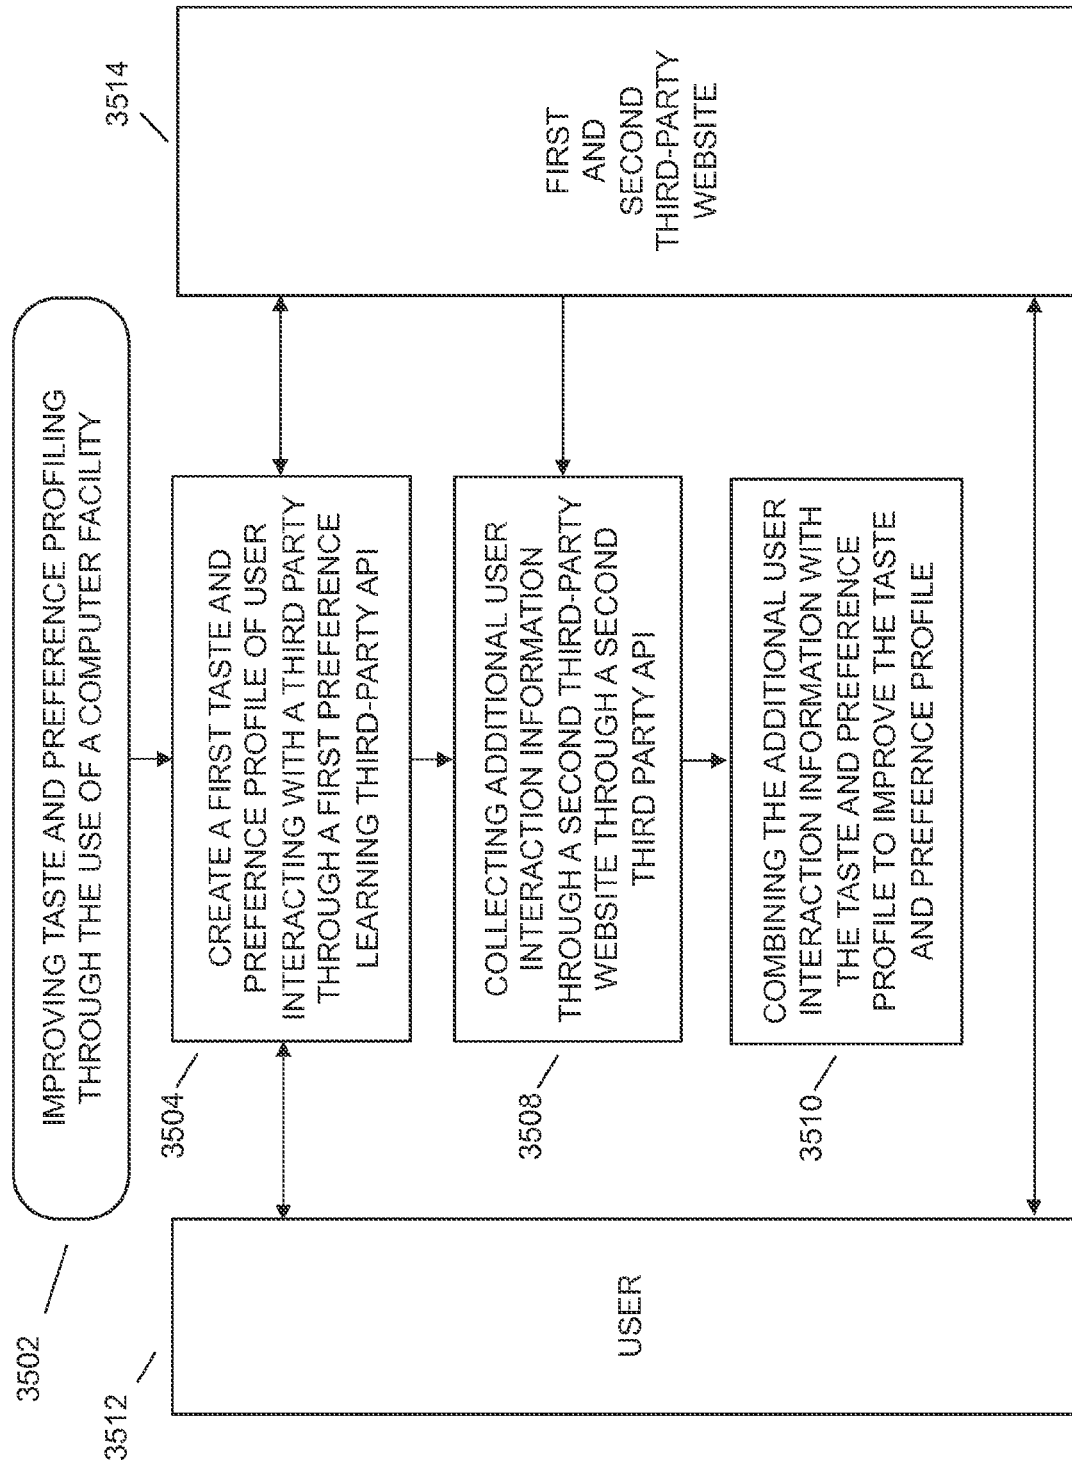 3502
IMPROVING TASTE AND PREFERENCE PROFILING
THROUGH THE USE OF A COMPUTER FACILITY
3512
USER
3504
CREATE A FIRST TASTE AND
PREFERENCE PROFILE OF USER
INTERACTING WITH A THIRD PARTY
THROUGH A FIRST PREFERENCE
LEARNING THIRD-PARTY API
3508
COLLECTING ADDITIONAL USER
INTERACTION INFORMATION
THROUGH A SECOND THIRD-PARTY
WEBSITE THROUGH A SECOND
THIRD PARTY API
3510
COMBINING THE ADDITIONAL USER
INTERACTION INFORMATION WITH
THE TASTE AND PREFERENCE
PROFILE TO IMPROVE THE TASTE
AND PREFERNCE PROFILE
3514
FIRST
AND
SECOND
THIRD-PARTY
WEBSITE